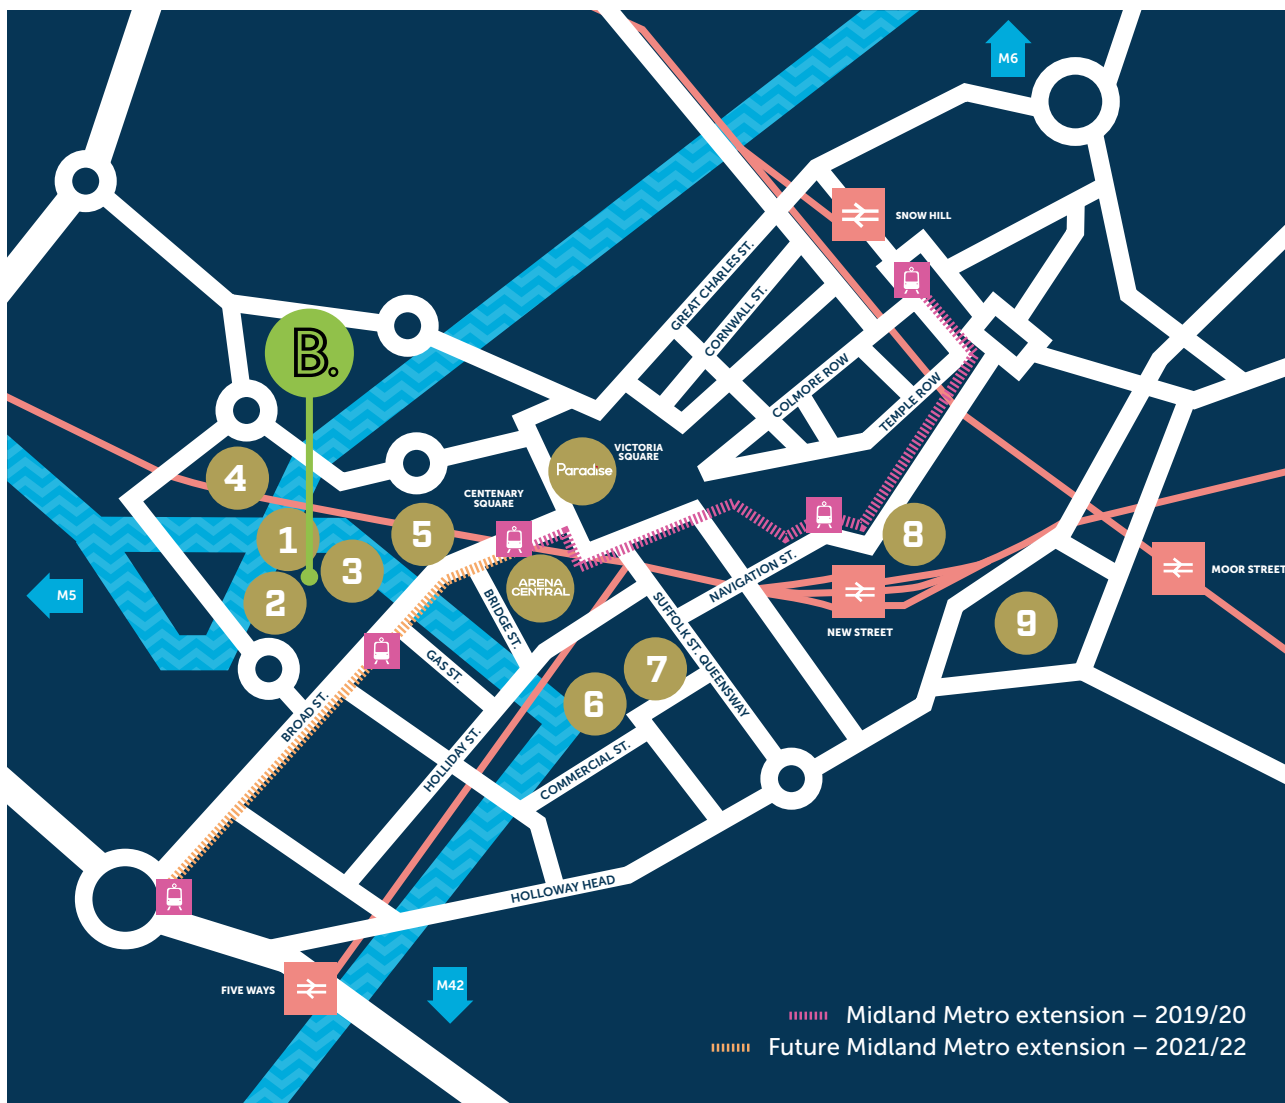 M6
SNOW HILL
GREAT CHARLES ST.
CORNWALL ST.
B.
COLMORE ROW
TEMPLE ROW
VICTORIA
SQUARE
Paradise
4
CENTENARY
SQUARE
1
5
8
3
ARENA
CENTRAL
NAVIGATION ST.
MOOR STREET
M5
2
BRIDGE ST.
SUFFOLK ST. QUEENSWAY
NEW STREET
9
GAS ST.
7
6
BROAD ST.
HOLLIDAY ST.
COMMERCIAL ST.
HOLLOWAY HEAD
FIVE WAYS
M42
Midland Metro extension – 2019/20
Future Midland Metro extension – 2021/22